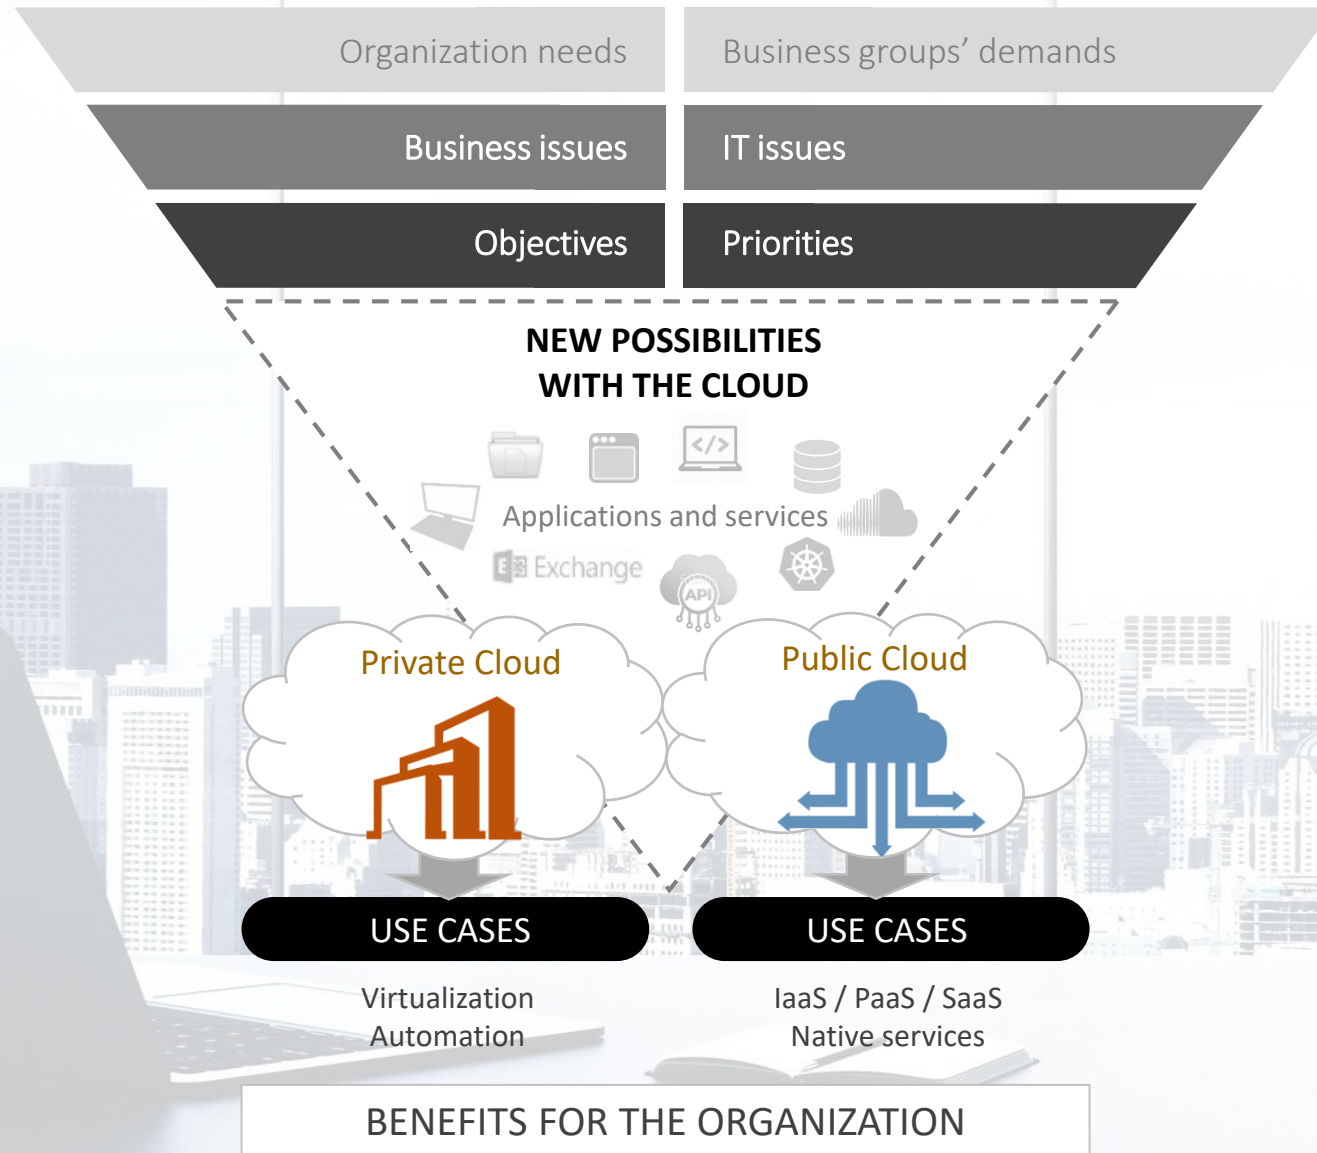 Organization needs
Business groups’ demands
Business issues
IT issues
Objectives
Priorities
NEW POSSIBILITIES
WITH THE CLOUD
</>
Applications and services
E Exchange
API
Private Cloud
Public Cloud
USE CASES
USE CASES
Virtualization
Automation
IaaS / PaaS / SaaS
Native services
BENEFITS FOR THE ORGANIZATION